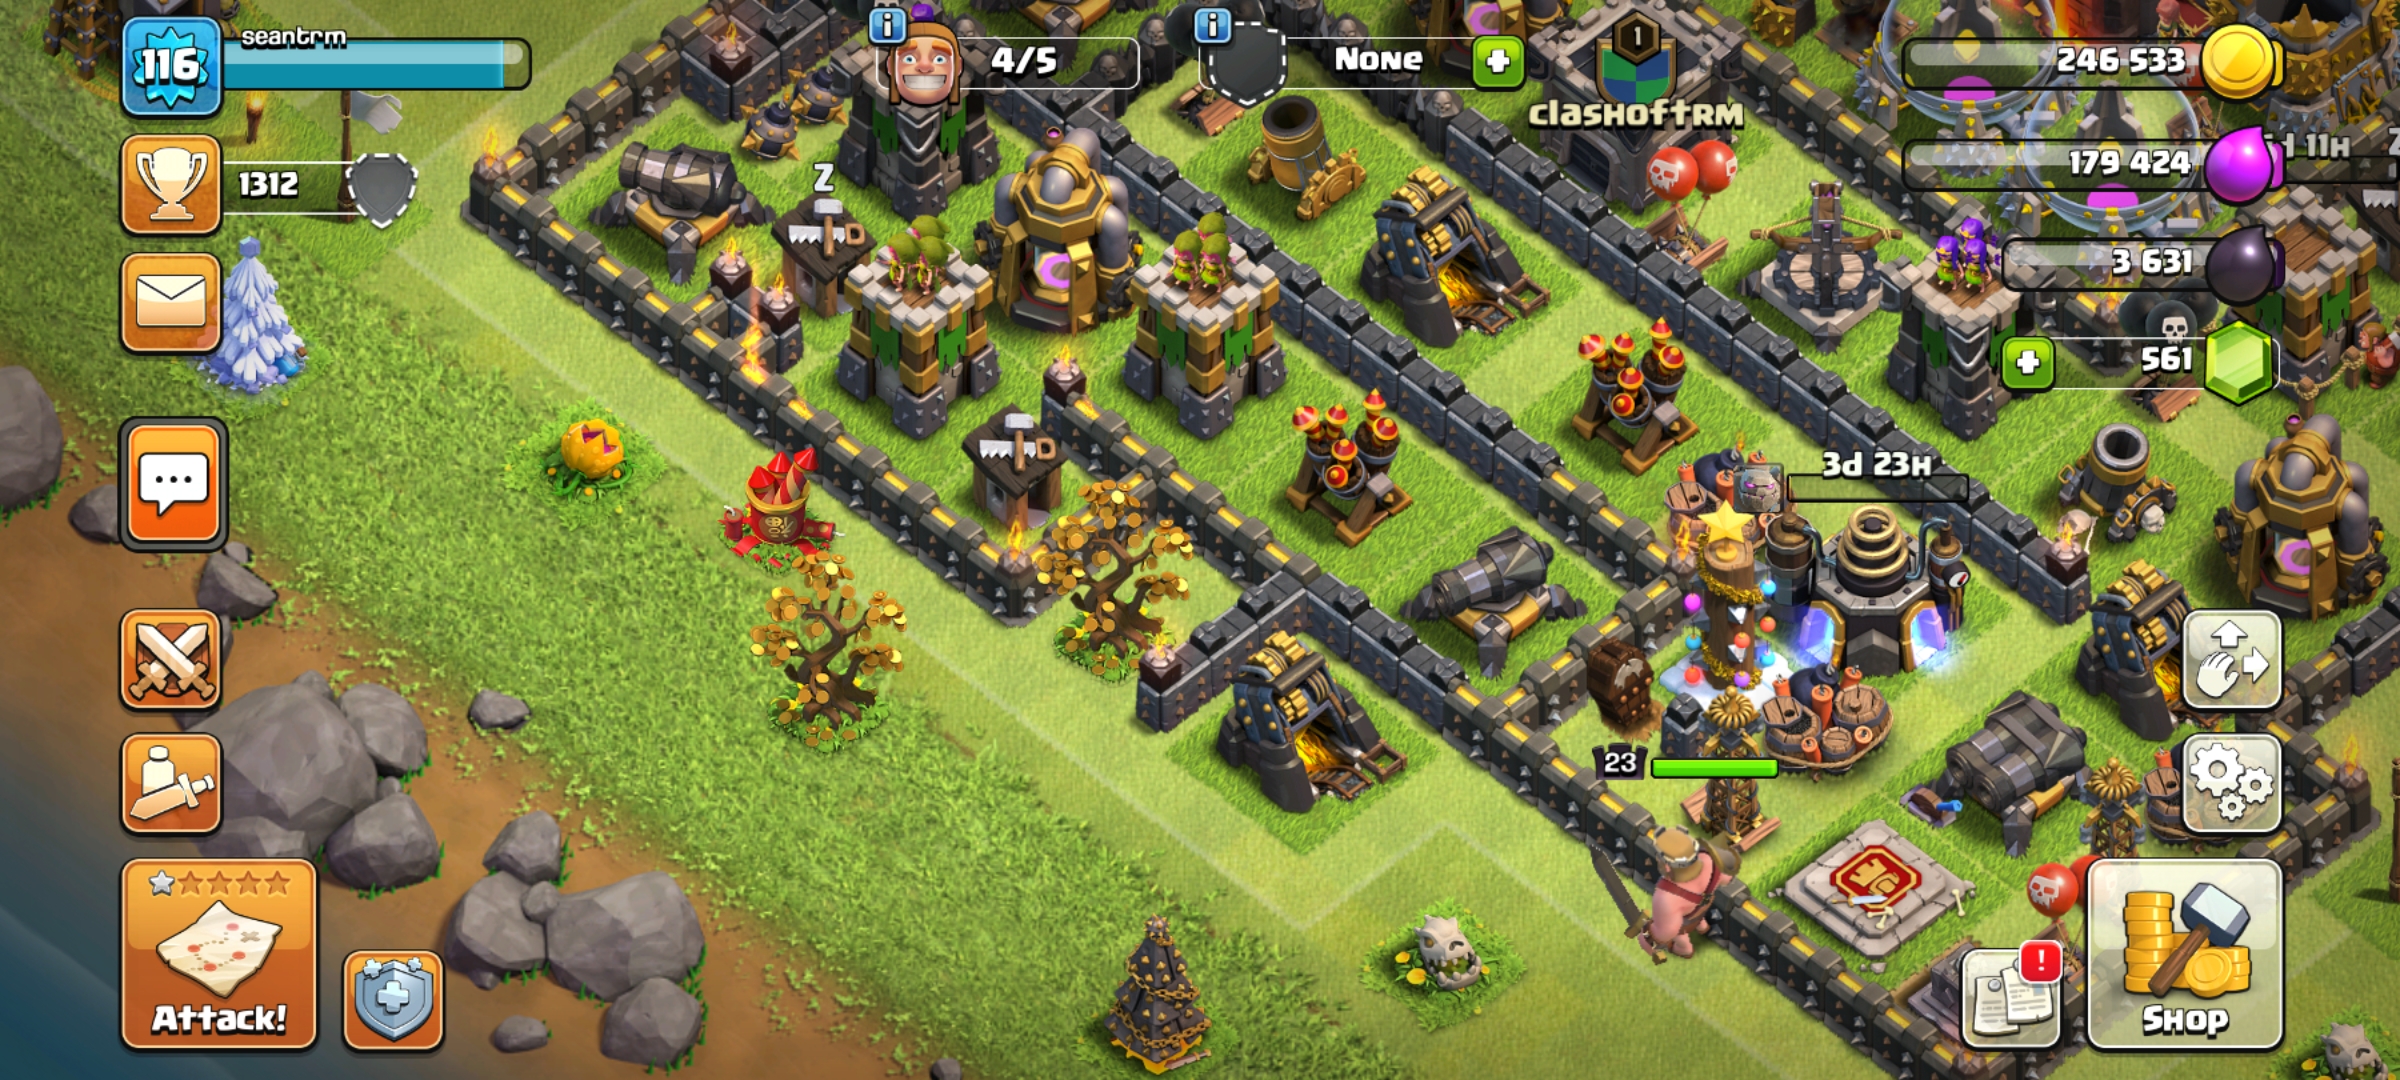 116
seantrm
4/5
None
1
clashoftRM
246 533
1312
179 424
d 11H
Z
3 631
561
3d 23H
23
Attack!
!
Shop